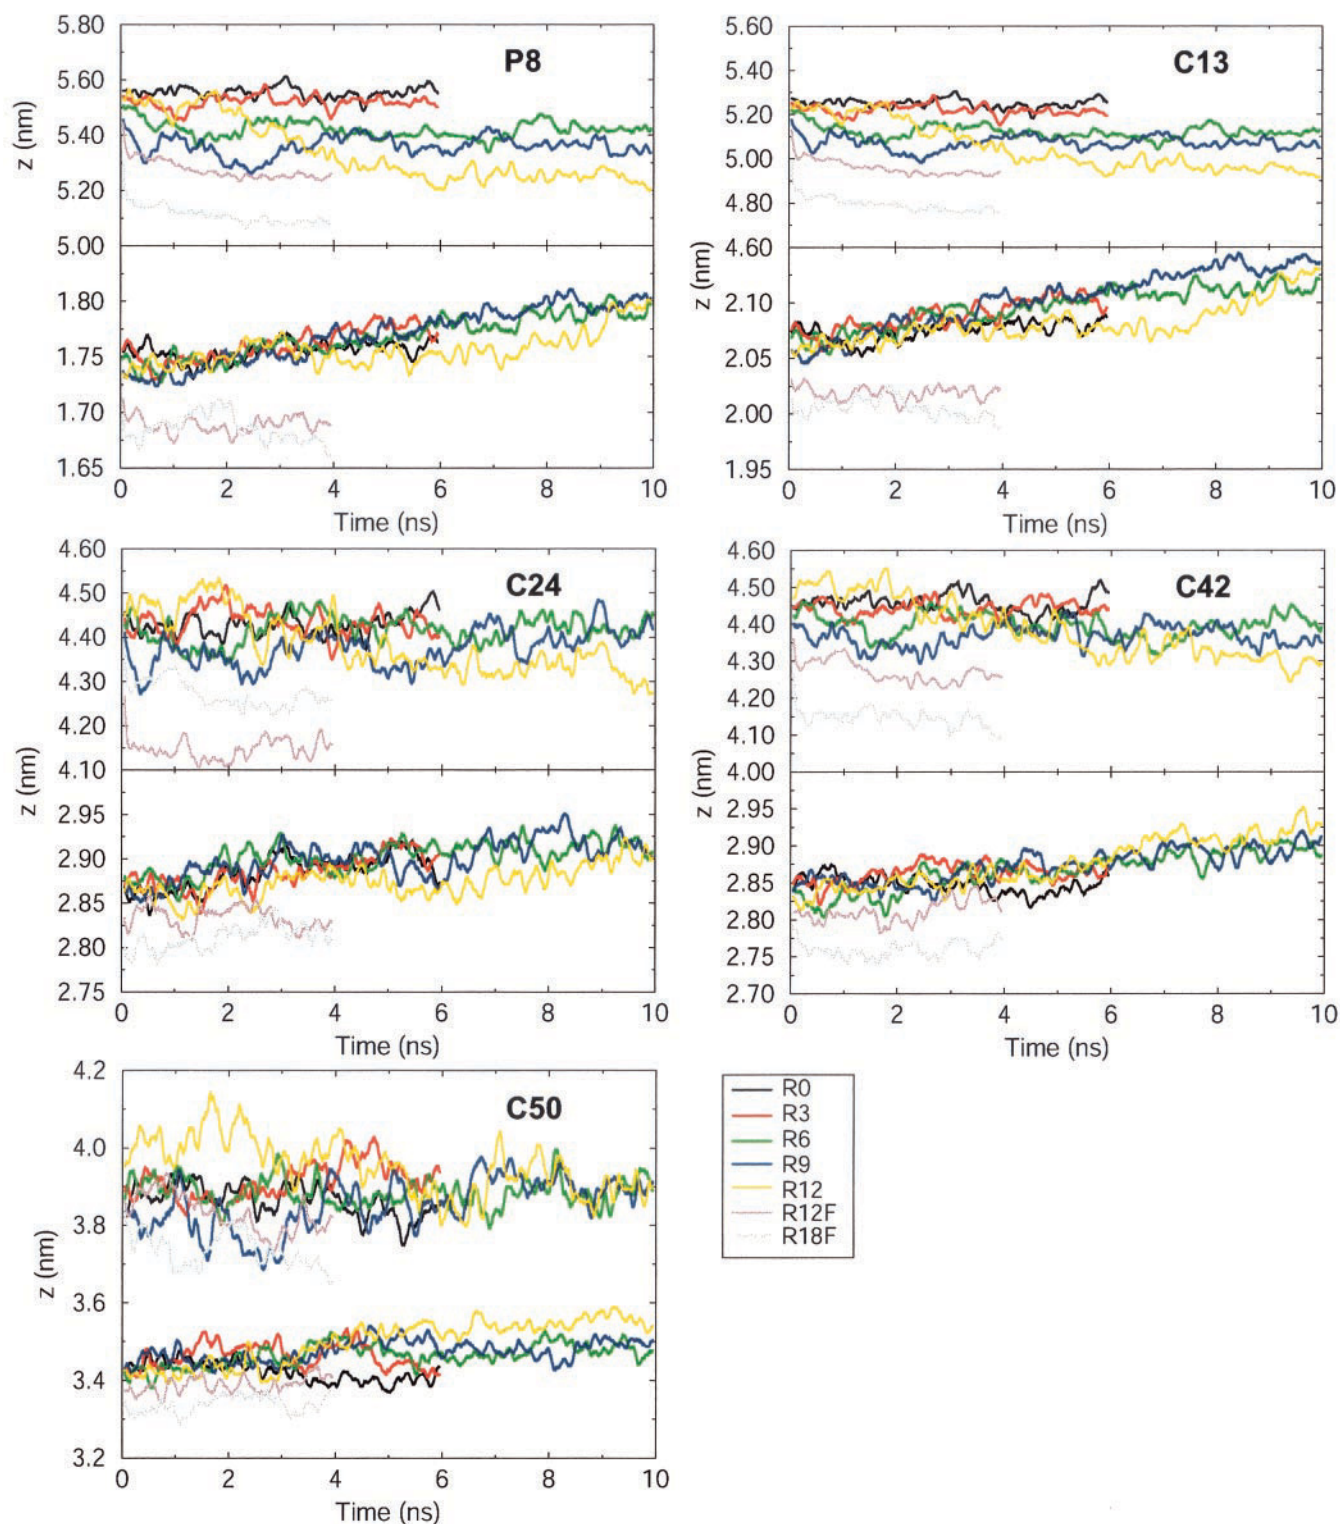 P8
z (nm)
5.80
5.60
5.40
5.20
5.00
z (nm)
1.80
1.75
1.70
1.65
0 2 4 6 8 10
Time (ns)
C13
z (nm)
5.60
5.40
5.20
5.00
4.80
4.60
z (nm)
2.10
2.05
2.00
1.95
0 2 4 6 8 10
Time (ns)
C24
4.60
4.50
4.40
4.30
4.20
4.10
z (nm)
2.95
2.90
2.85
2.80
2.75
0 2 4 6 8 10
Time (ns)
C42
4.60
4.50
4.40
4.30
4.20
4.10
4.00
z (nm)
2.95
2.90
2.85
2.80
2.75
2.70
0 2 4 6 8 10
Time (ns)
C50
4.2
4.0
3.8
3.6
3.4
3.2
z (nm)
0 2 4 6 8 10
Time (ns)
R0
R3
R6
R9
R12
R12F
R18F